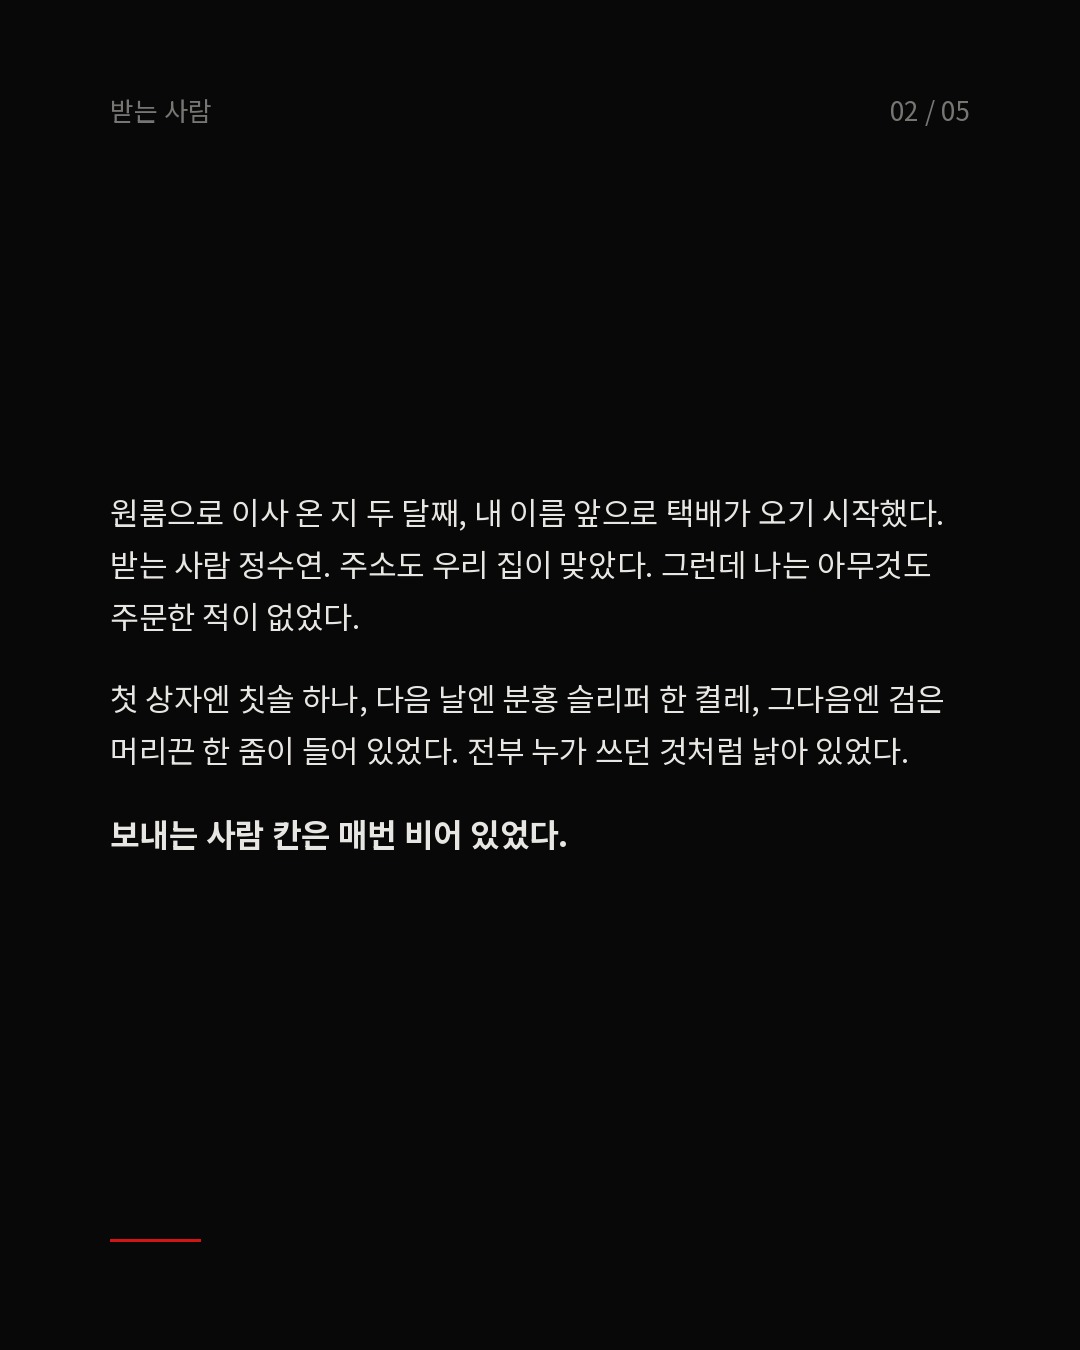 받는 사람
02 / 05
원룸으로 이사 온 지 두 달째, 내 이름 앞으로 택배가 오기 시작했다.
받는 사람 정수연. 주소도 우리 집이 맞았다. 그런데 나는 아무것도
주문한 적이 없었다.
첫 상자엔 칫솔 하나, 다음 날엔 분홍 슬리퍼 한 켤레, 그다음엔 검은
머리끈 한 줌이 들어 있었다. 전부 누가 쓰던 것처럼 낡아 있었다.
보내는 사람 칸은 매번 비어 있었다.